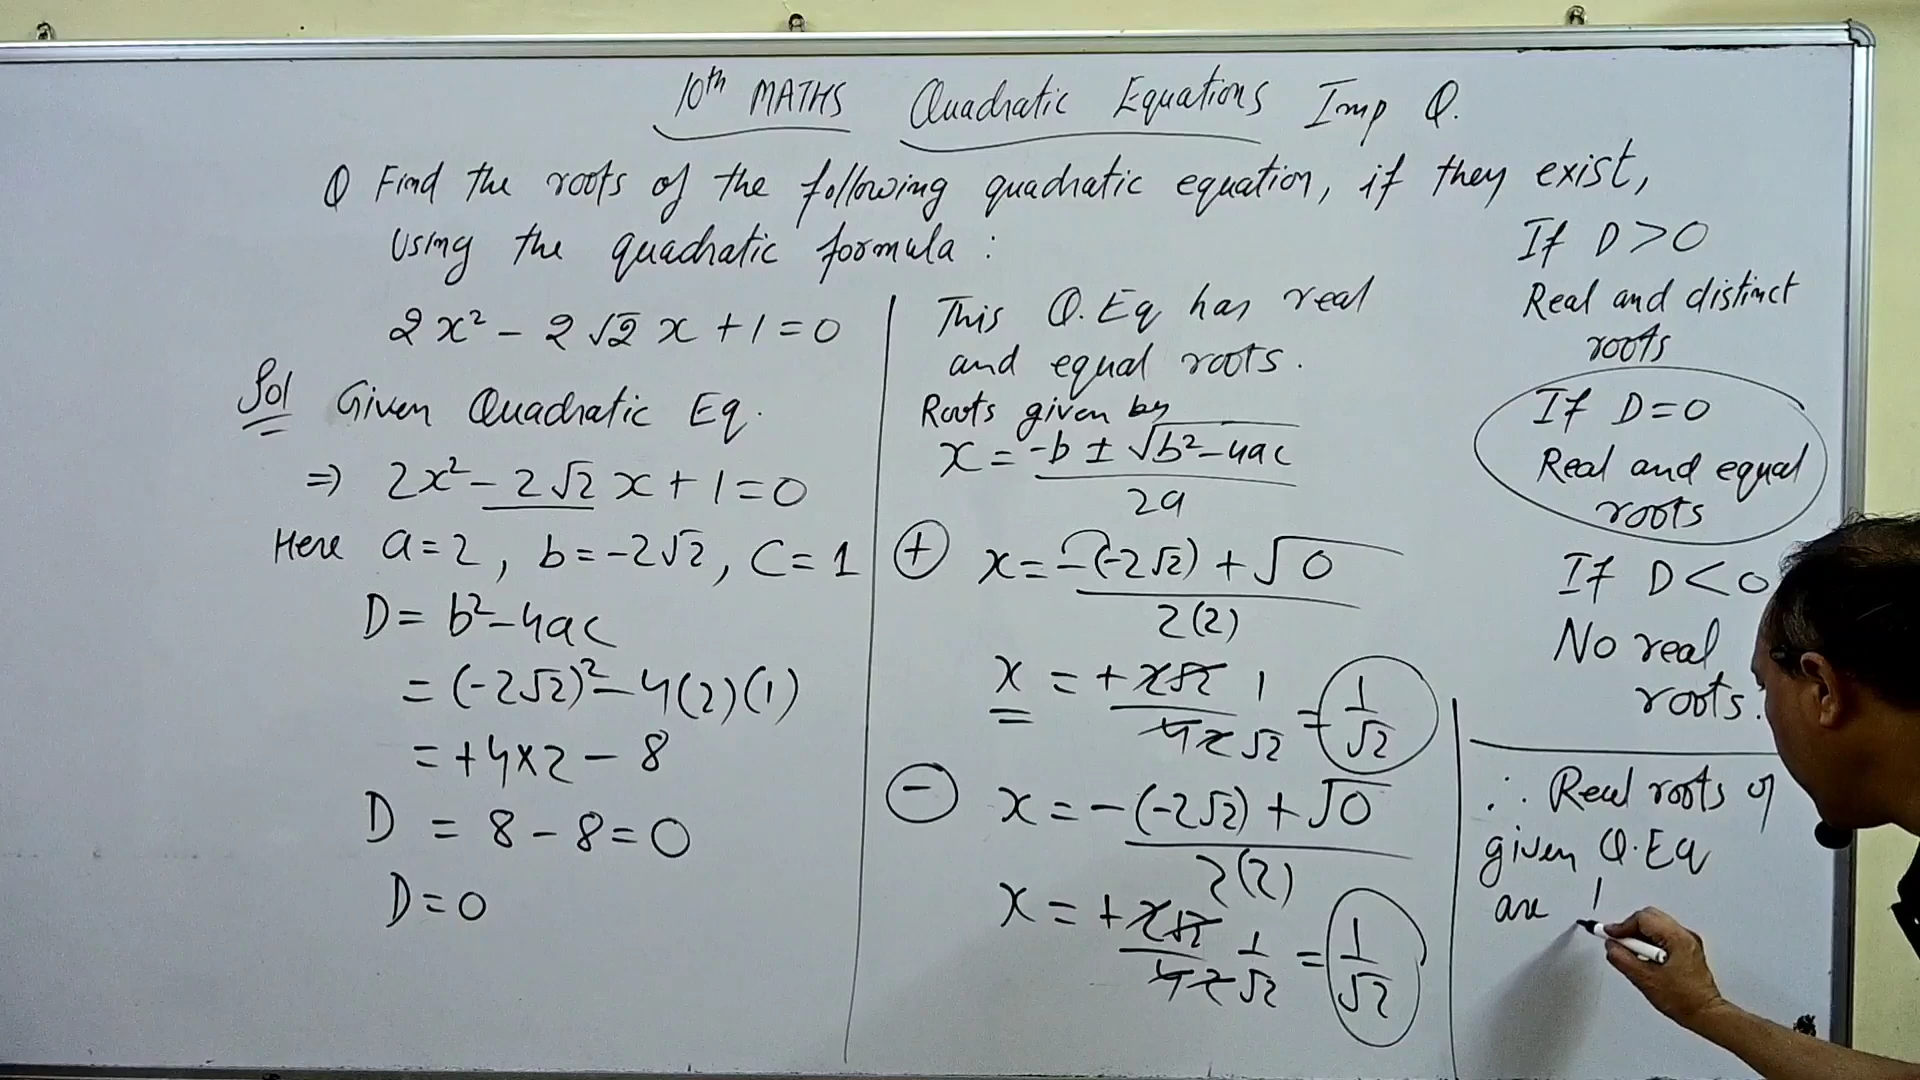 10th MATHS Quadratic Equations Imp Q.
Q Find the roots of the following quadratic equation, if they exist,
using the quadratic formula :
2x² - 2√2 x + 1 = 0
Sol Given Quadratic Eq.
⇒ 2x² - 2√2 x + 1 = 0
Here a = 2, b = -2√2, C = 1
D = b² - 4ac
= (-2√2)² - 4(2)(1)
= +4×2 - 8
D = 8 - 8 = 0
D = 0
This Q.Eq has real
and equal roots.
Roots given by
x = -b ± √b² - 4ac
2a
+ x = -(-2√2) + √0
2(2)
x = +2√2 1 = 1
4 2 √2 √2
- x = -(-2√2) + √0
2(2)
x = +2√2 1 = 1
4 2 √2 √2
If D > 0
Real and distinct
roots
If D = 0
Real and equal
roots
If D < 0
No real
roots.
∴ Real roots of
given Q.Eq
are 1